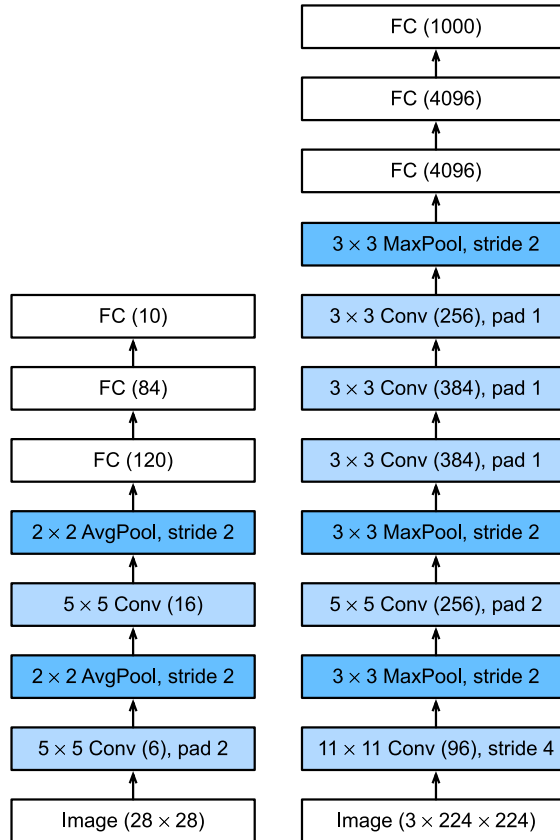 FC (10)
FC (84)
FC (120)
2 × 2 AvgPool, stride 2
5 × 5 Conv (16)
2 × 2 AvgPool, stride 2
5 × 5 Conv (6), pad 2
Image (28 × 28)
FC (1000)
FC (4096)
FC (4096)
3 × 3 MaxPool, stride 2
3 × 3 Conv (256), pad 1
3 × 3 Conv (384), pad 1
3 × 3 Conv (384), pad 1
3 × 3 MaxPool, stride 2
5 × 5 Conv (256), pad 2
3 × 3 MaxPool, stride 2
11 × 11 Conv (96), stride 4
Image (3 × 224 × 224)